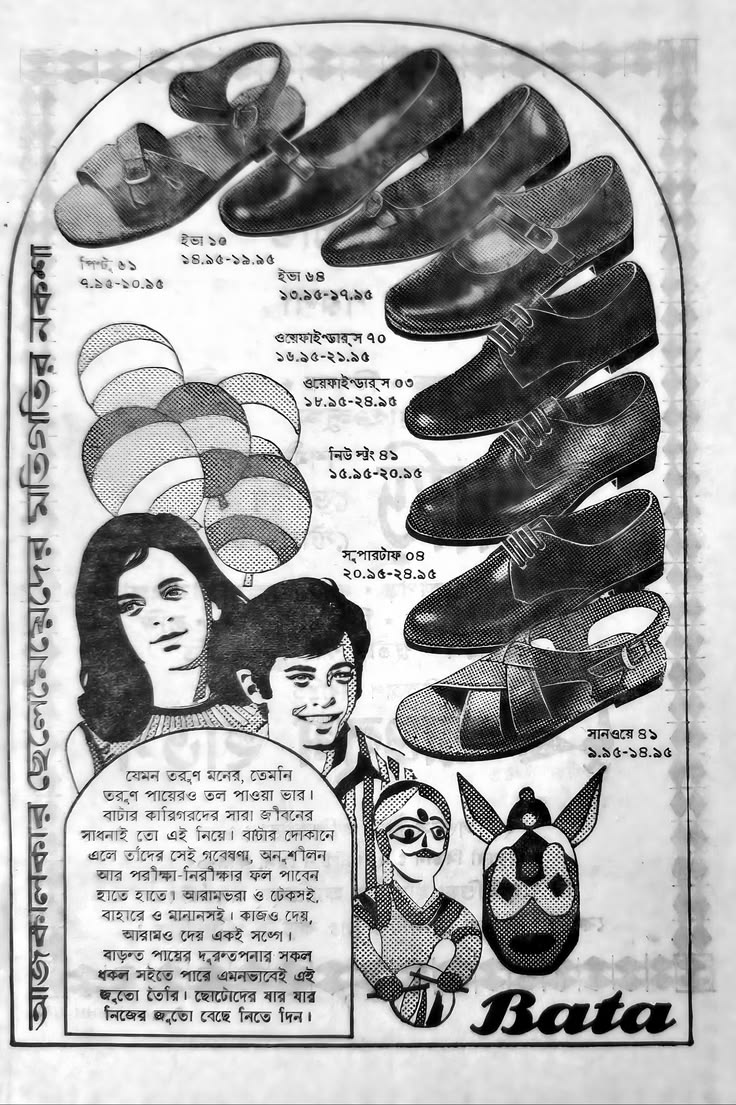 আজকালকার ছেলেমেয়েদের মতিগতির নকশা
পিন্টু ৬১
৭.৯৫-১০.৯৫
ইভা ১৫
১৪.৯৫-১৯.৯৫
ইভা ৬৪
১৩.৯৫-১৭.৯৫
ওয়েফাইন্ডার্‌স ৭০
১৬.৯৫-২১.৯৫
ওয়েফাইন্ডার্‌স ০৩
১৮.৯৫-২৪.৯৫
নিউ স্ট্রং ৪১
১৫.৯৫-২০.৯৫
সুপারটাফ ০৪
২০.৯৫-২৪.৯৫
সানওয়ে ৪১
৯.৯৫-১৪.৯৫
যেমন তরুণ মনের, তেমনি
তরুণ পায়েরও তল পাওয়া ভার।
বাটার কারিগরদের সারা জীবনের
সাধনাই তো এই নিয়ে। বাটার দোকানে
এলে তাঁদের সেই গবেষণা, অনুশীলন
আর পরীক্ষা-নিরীক্ষার ফল পাবেন
হাতে হাতে। আরামভরা ও টেকসই,
বাহারে ও মানানসই। কাজও দেয়,
আরামও দেয় একই সঙ্গে।
বাড়ন্ত পায়ের দুরন্তপনার সকল
ধকল সইতে পারে এমনভাবেই এই
জুতো তৈরি। ছোটোদের যার যার
নিজের জুতো বেছে নিতে দিন।
Bata